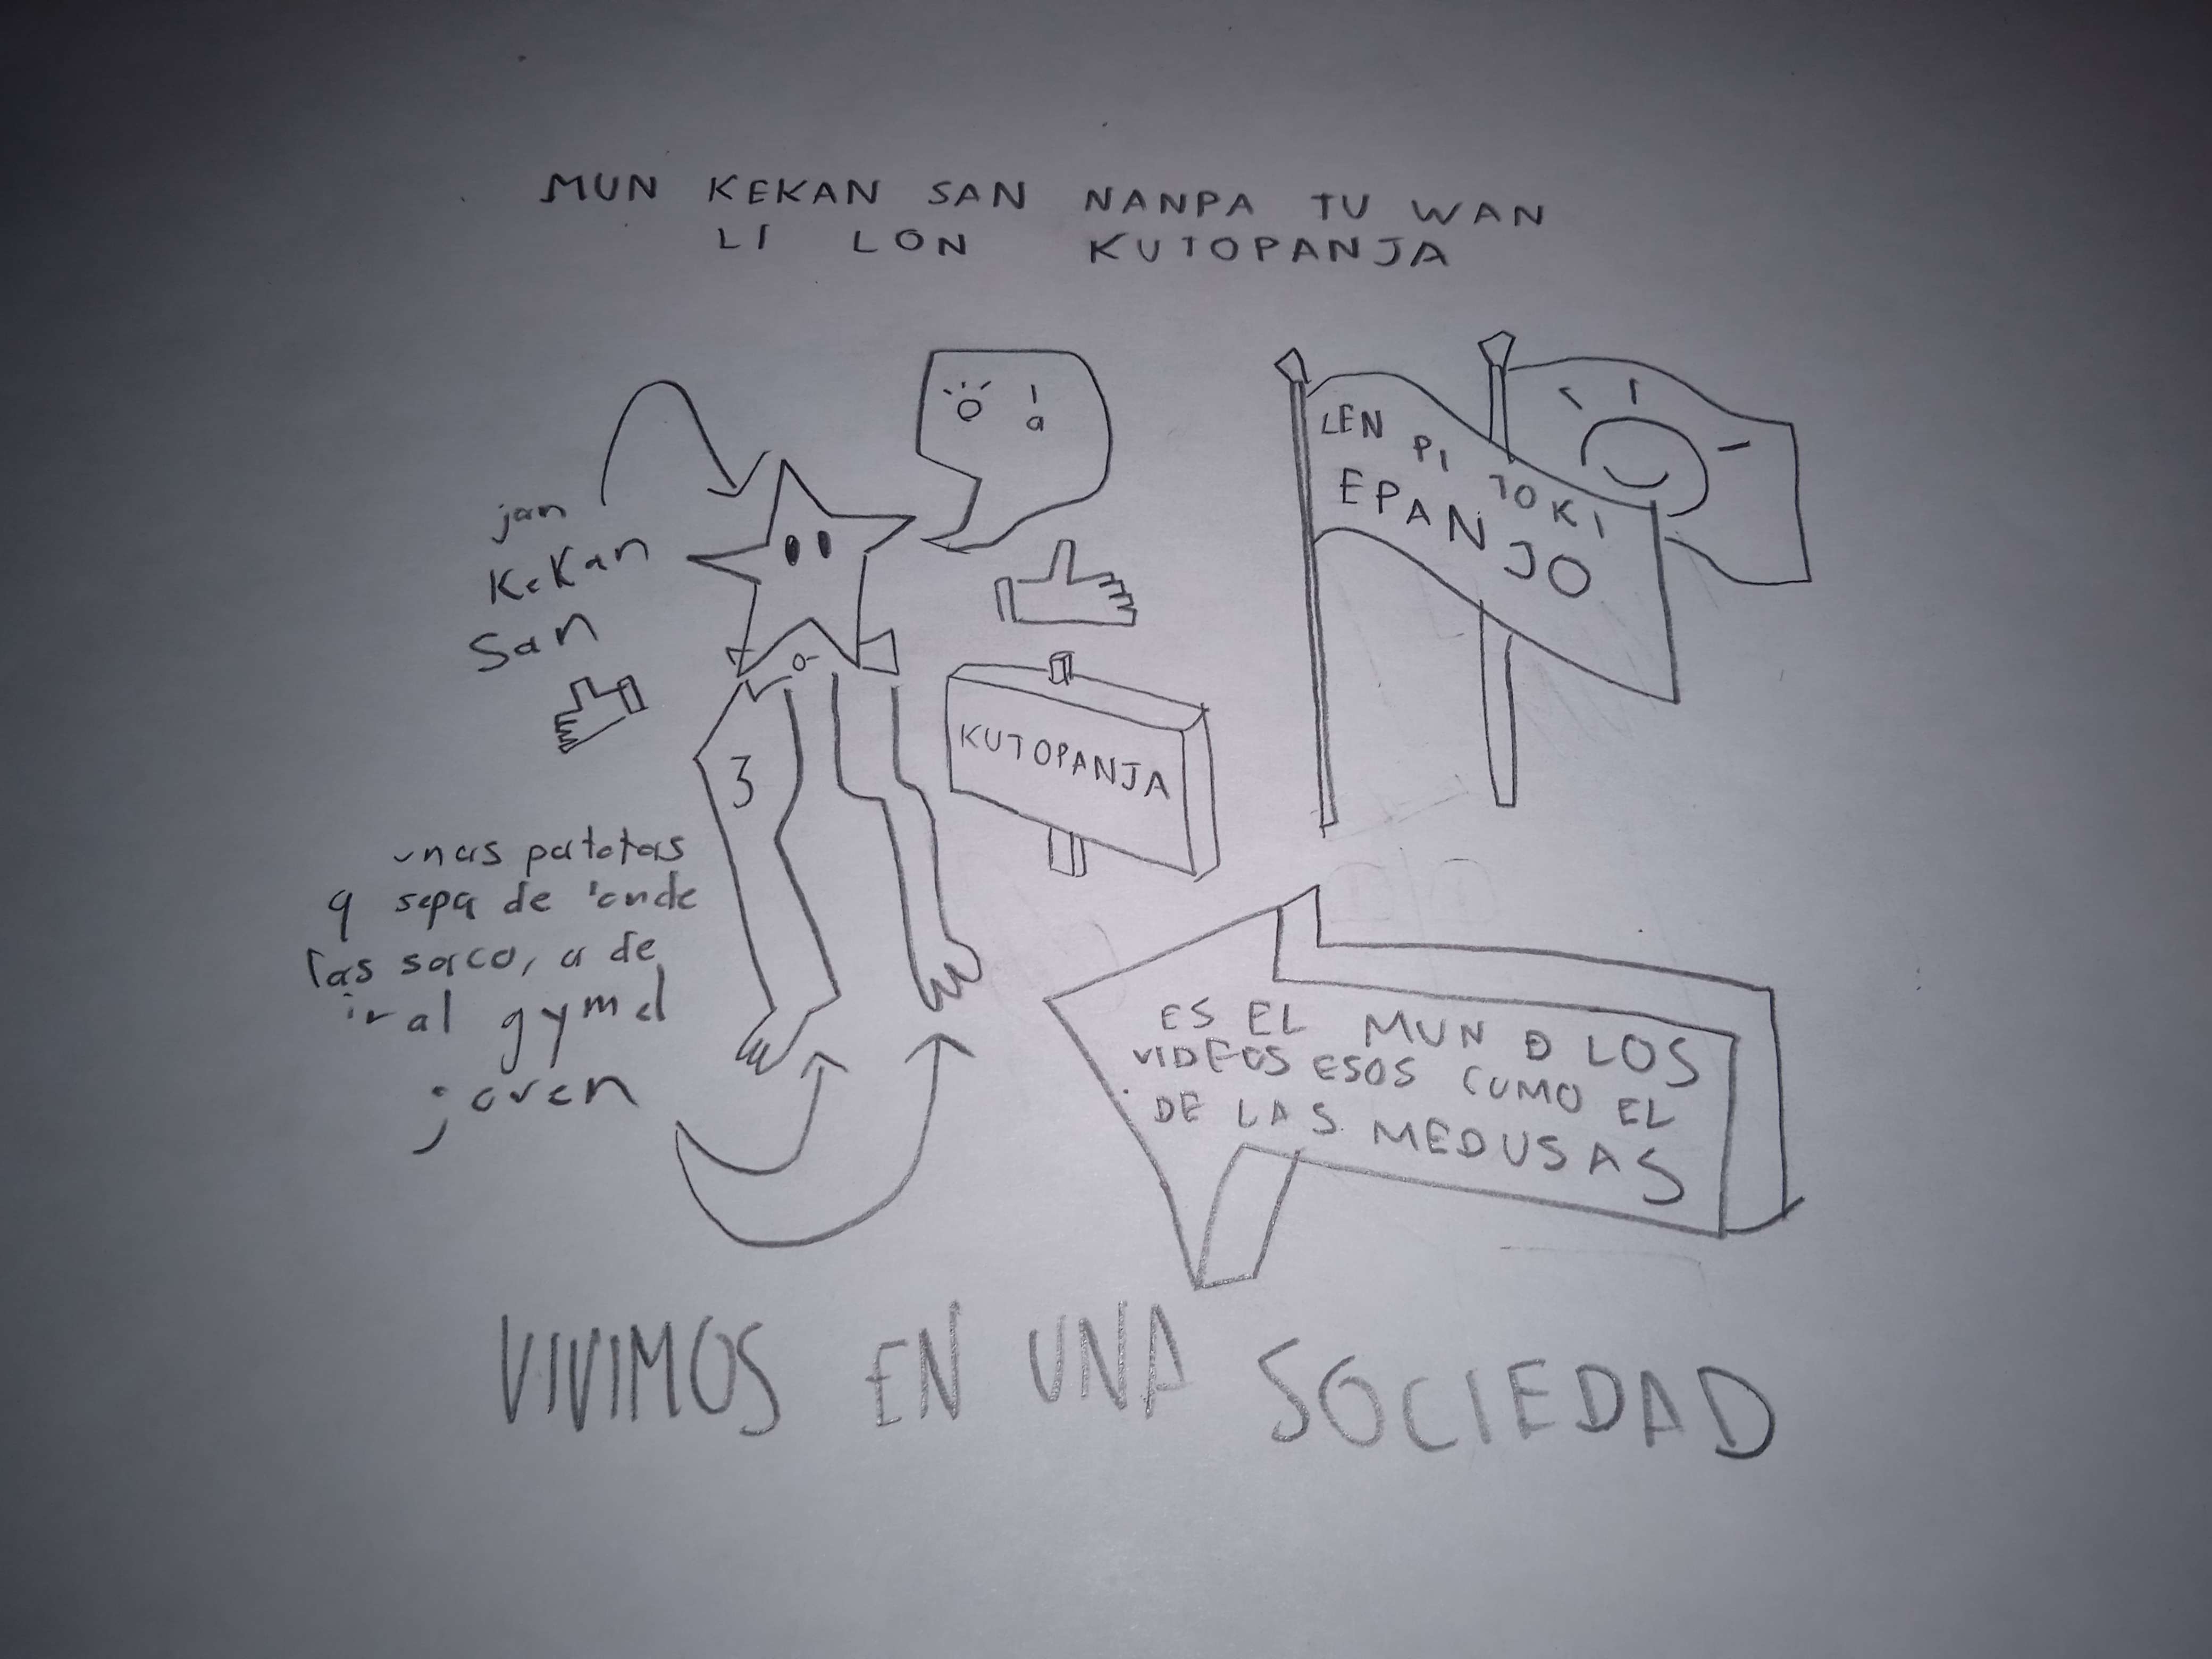 MUN KEKAN SAN NANPA TU WAN
LI LON KUTOPANJA
jan
KeKan
San
O a
LEN PI TOKI
EPANJO
3
KUTOPANJA
unas patotas
q sepa de 'onde
las saco, a de
ir al gym el
joven
ES EL MUN D LOS
VIDEOS ESOS CUMO EL
DE LAS MEDUSAS
VIVIMOS EN UNA SOCIEDAD